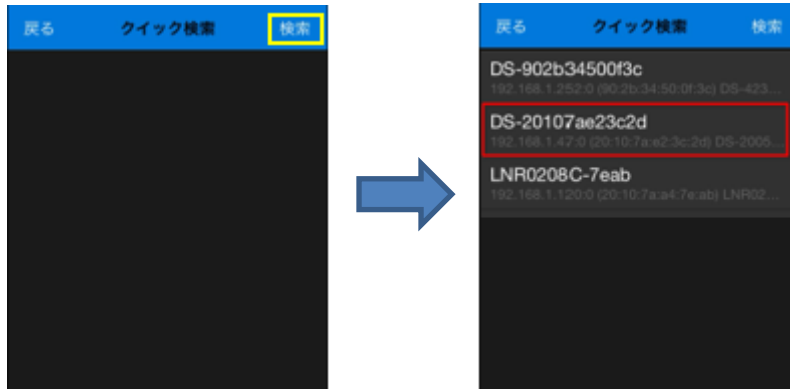 戻る クイック検索 検索
戻る クイック検索 検索
DS-902b34500f3c
192.168.1.252:0 (90:2b:34:50:0f:3c) DS-423...
DS-20107ae23c2d
192.168.1.47:0 (20:10:7a:e2:3c:2d) DS-2005...
LNR0208C-7eab
192.168.1.120:0 (20:10:7a:a4:7e:ab) LNR02...